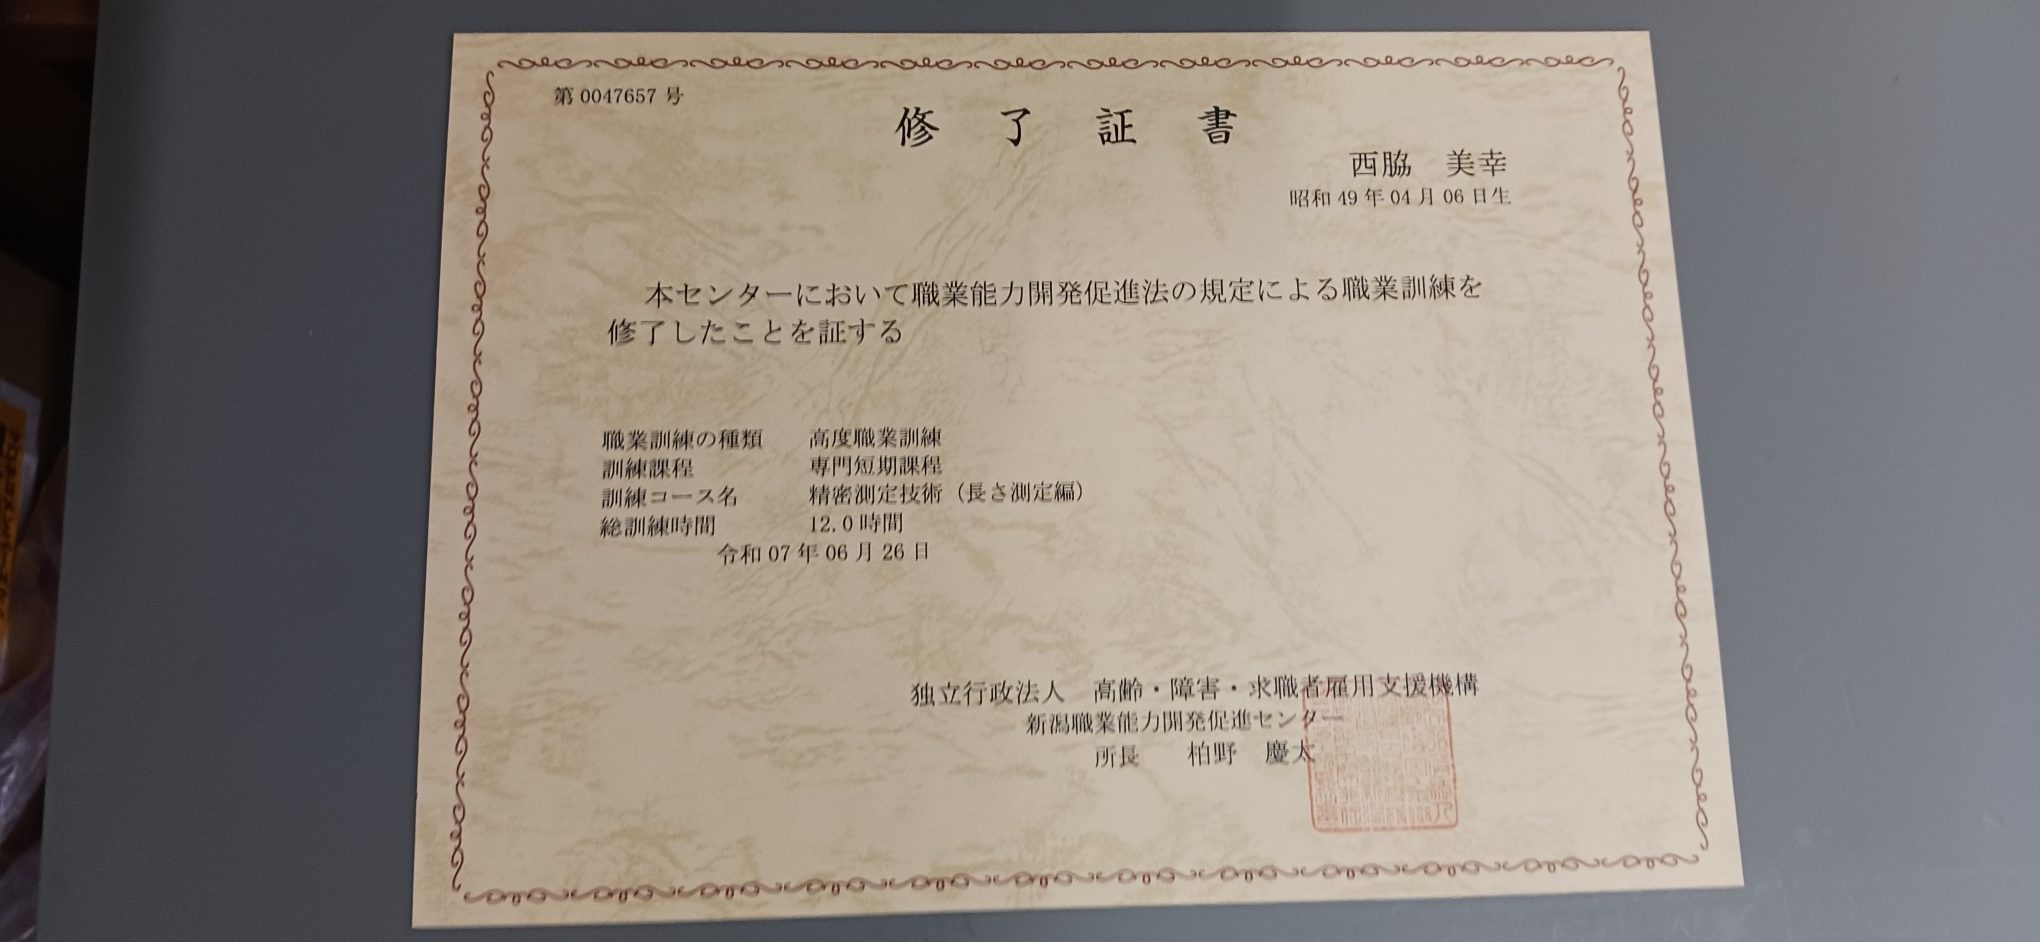 第 0047657 号
修了証書
西脇 美幸
昭和 49 年 04 月 06 日生
本センターにおいて職業能力開発促進法の規定による職業訓練を
修了したことを証する
職業訓練の種類 高度職業訓練
訓練課程 専門短期課程
訓練コース名 精密測定技術（長さ測定編）
総訓練時間 12.0 時間
令和 07 年 06 月 26 日
独立行政法人 高齢・障害・求職者雇用支援機構
新潟職業能力開発促進センター
所長 柏野 慶太